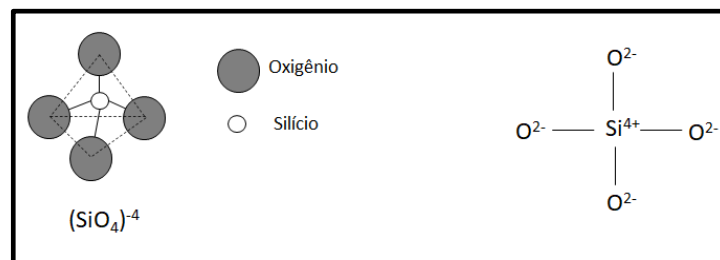 Oxigênio
Silício
(SiO₄)⁻⁴
O²⁻
O²⁻ Si⁴⁺ O²⁻
O²⁻